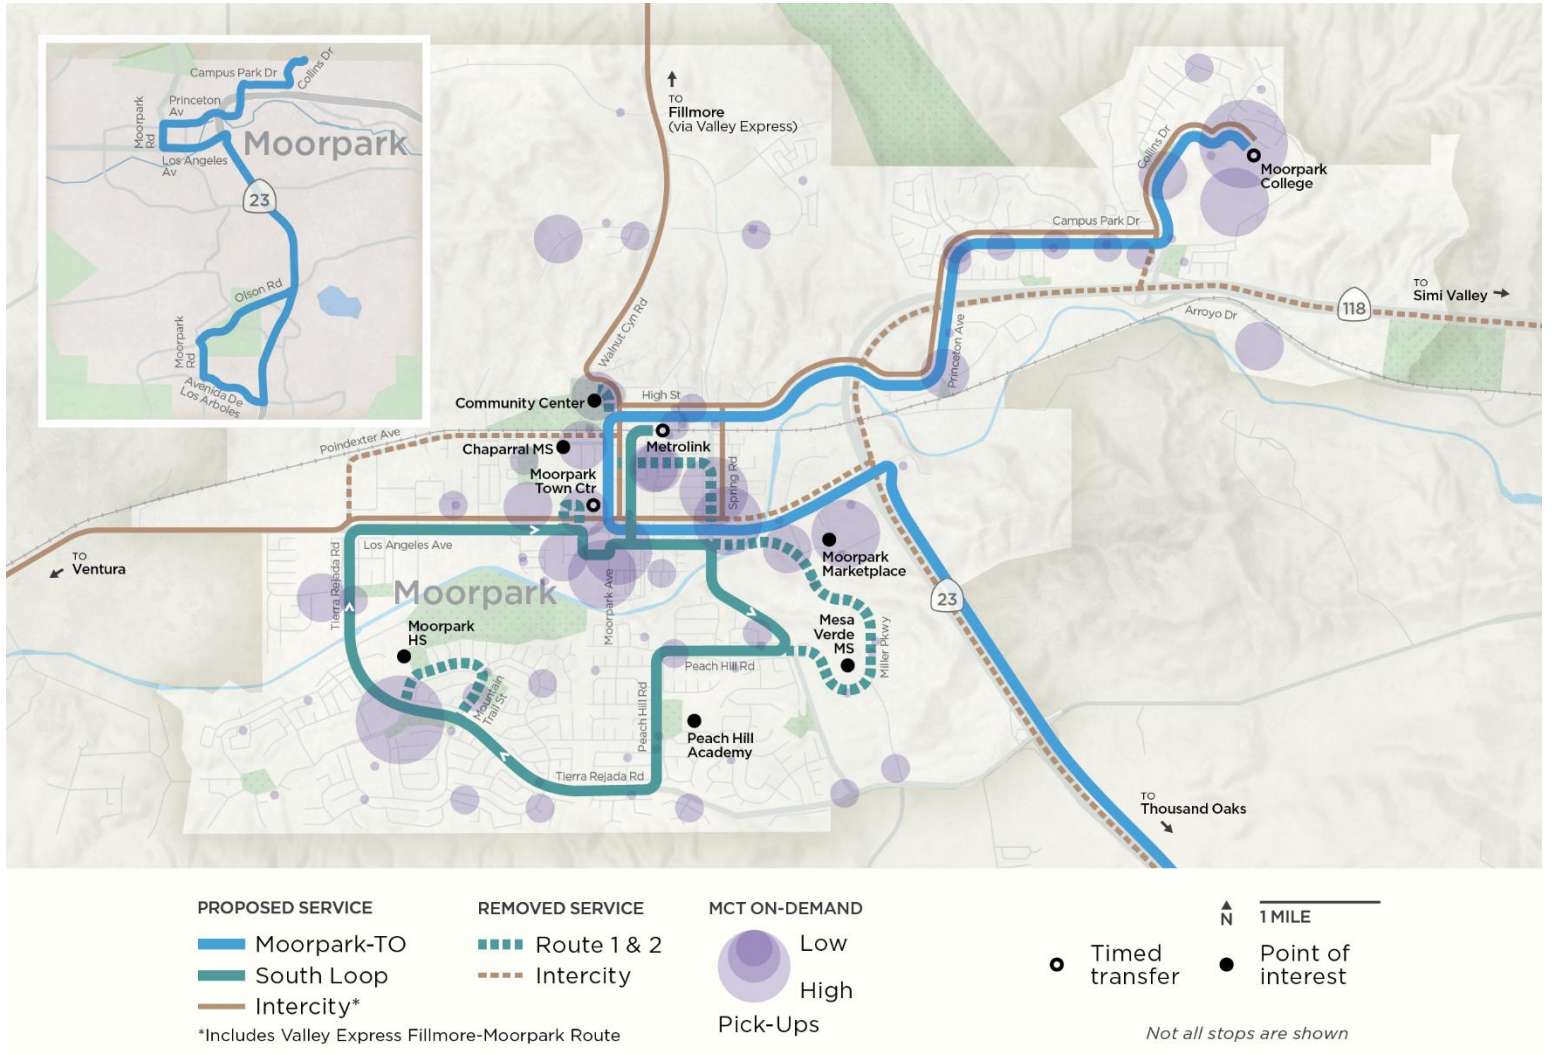 Campus Park Dr
Collins Dr
Princeton
Av
Moorpark
Rd
Moorpark
Los Angeles
Av
23
Olson Rd
Moorpark
Rd
Avenida De
Los Arboles
TO
Fillmore
(via Valley Express)
Collins Dr
Moorpark
College
Campus Park Dr
TO
Simi Valley
118
Arroyo Dr
Walnut Cyn Rd
Princeton Ave
Community Center
High St
Poindexter Ave
Chaparral MS
Metrolink
Moorpark
Town Ctr
Spring Rd
Los Angeles Ave
TO
Ventura
Tierra Rejada Rd
Moorpark
Moorpark Ave
Moorpark
Marketplace
23
Moorpark
HS
Mesa
Verde
MS
Miller Pkwy
Mountain
Trail St
Peach Hill Rd
Peach Hill Rd
Peach Hill
Academy
Tierra Rejada Rd
TO
Thousand Oaks
PROPOSED SERVICE
Moorpark-TO
South Loop
Intercity*
*Includes Valley Express Fillmore-Moorpark Route
REMOVED SERVICE
Route 1 & 2
Intercity
MCT ON-DEMAND
Low
High
Pick-Ups
N
1 MILE
Timed
transfer
Point of
interest
Not all stops are shown